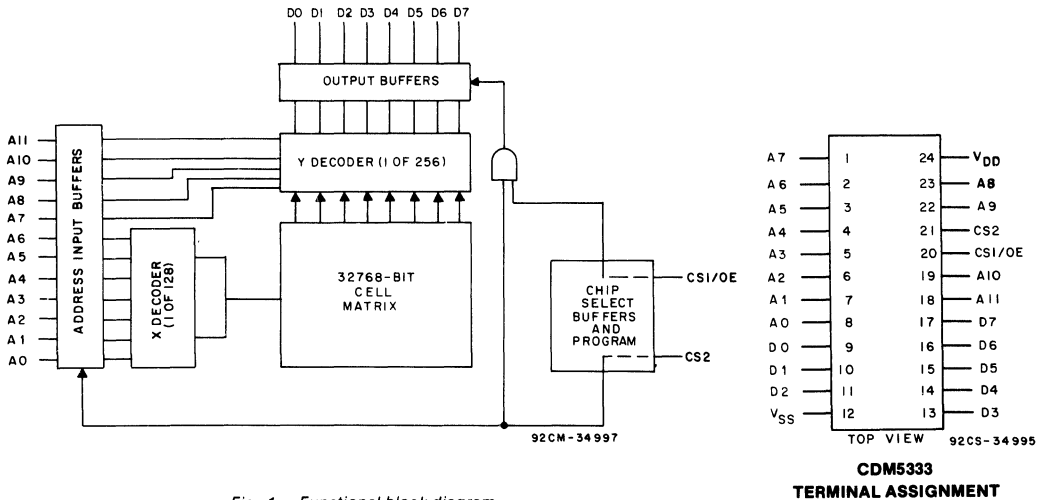 D0 D1 D2 D3 D4 D5 D6 D7
OUTPUT BUFFERS
A11
A10
A9
A8
A7
A6
A5
A4
A3
A2
A1
A0
ADDRESS INPUT BUFFERS
Y DECODER (1 OF 256)
X DECODER
(1 OF 128)
32768-BIT
CELL
MATRIX
CHIP
SELECT
BUFFERS
AND
PROGRAM
CS1/OE
CS2
92CM-34997
A7 1 24 VDD
A6 2 23 A8
A5 3 22 A9
A4 4 21 CS2
A3 5 20 CS1/OE
A2 6 19 A10
A1 7 18 A11
A0 8 17 D7
D0 9 16 D6
D1 10 15 D5
D2 11 14 D4
VSS 12 13 D3
TOP VIEW 92CS-34995
CDM5333
TERMINAL ASSIGNMENT